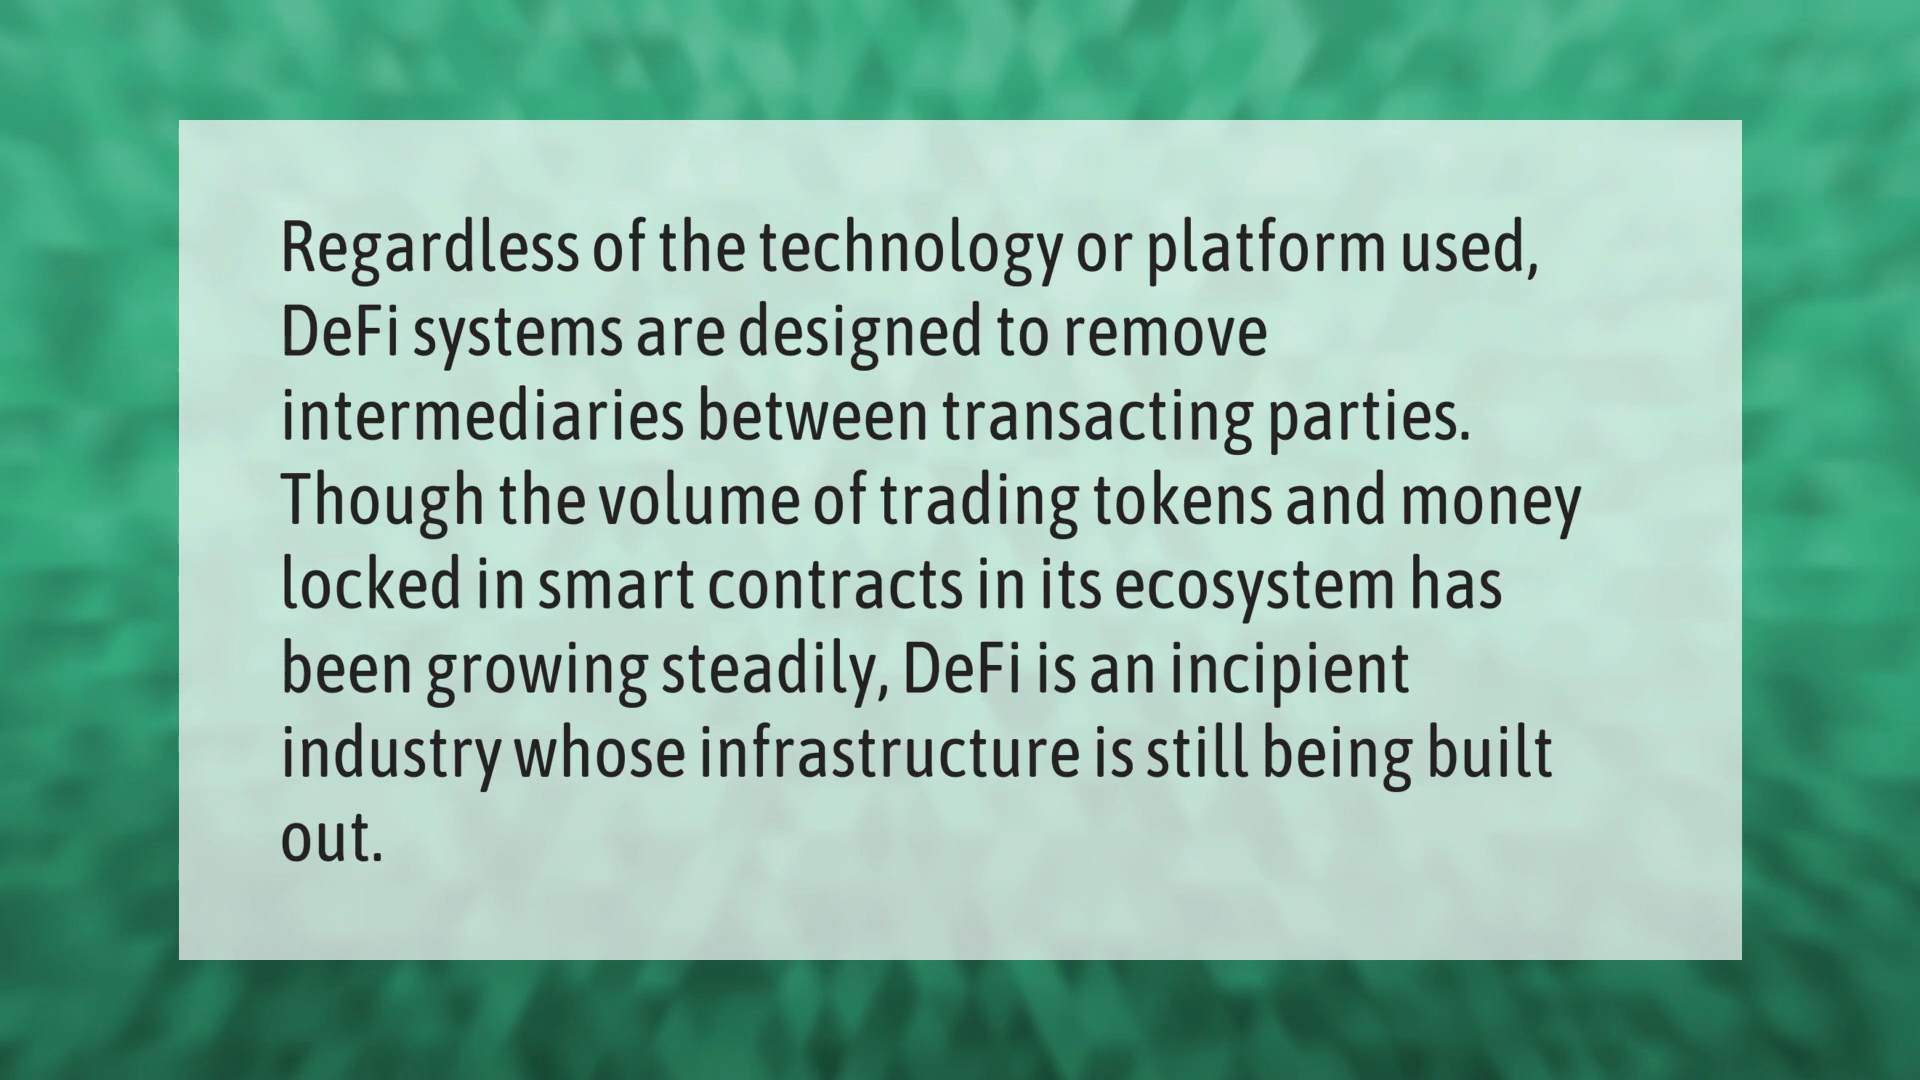 Regardless of the technology or platform used,
DeFi systems are designed to remove
intermediaries between transacting parties.
Though the volume of trading tokens and money
locked in smart contracts in its ecosystem has
been growing steadily, DeFi is an incipient
industry whose infrastructure is still being built
out.